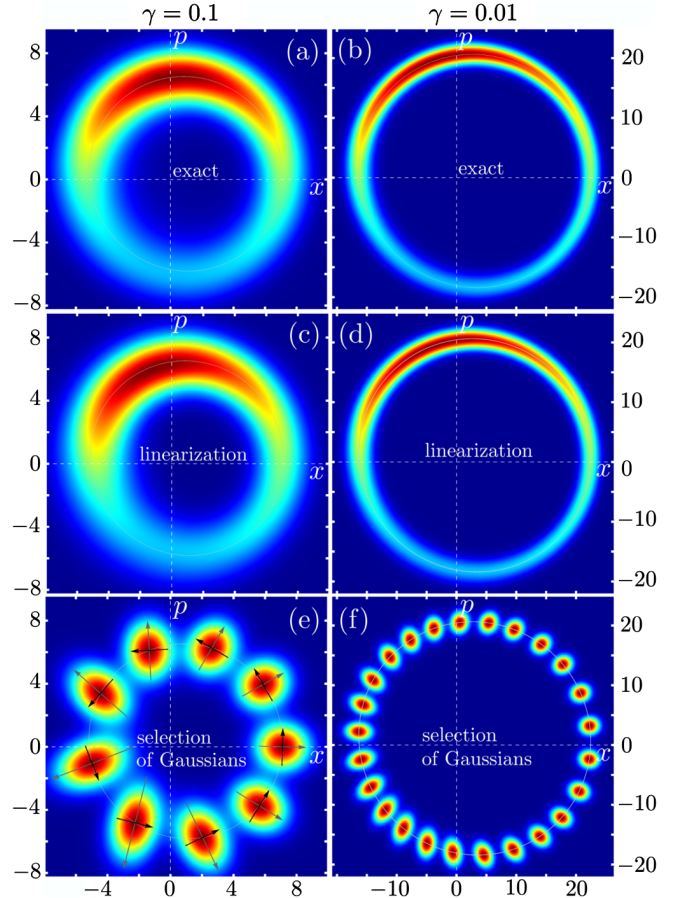 γ = 0.1
γ = 0.01
8
4
0
−4
−8
p
(a)
exact
x
(b)
p
exact
x
20
10
0
−10
−20
8
4
0
−4
−8
p
(c)
linearization
x
(d)
p
linearization
x
20
10
0
−10
−20
8
4
0
−4
−8
p
(e)
selection
of Gaussians
x
(f)
p
selection
of Gaussians
x
20
10
0
−10
−20
−4 0 4 8
−10 0 10 20